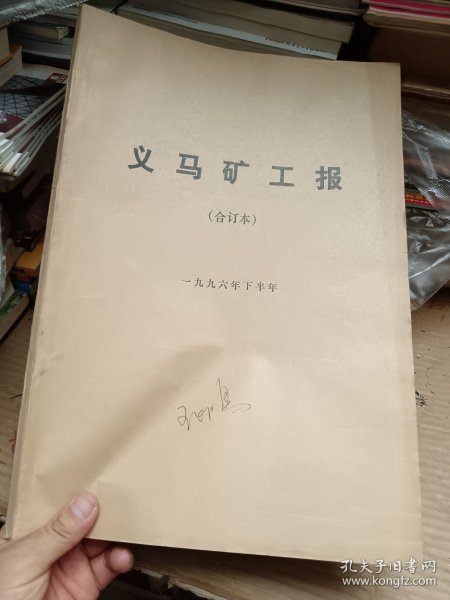 义马矿工报
(合订本)
一九九六年下半年
孔夫子旧书网
www.kongfz.com